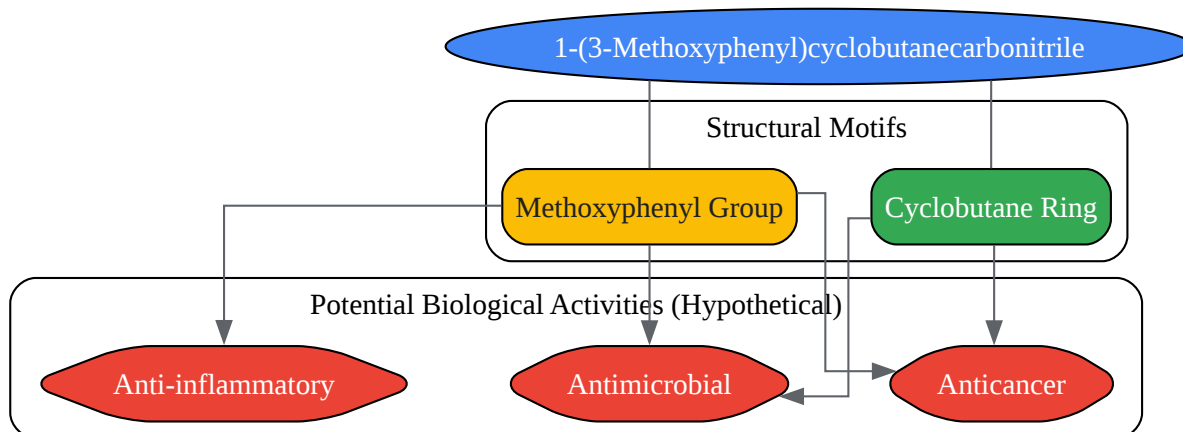 1-(3-Methoxyphenyl)cyclobutanecarbonitrile
Structural Motifs
Methoxyphenyl Group
Cyclobutane Ring
Potential Biological Activities (Hypothetical)
Anti-inflammatory
Antimicrobial
Anticancer